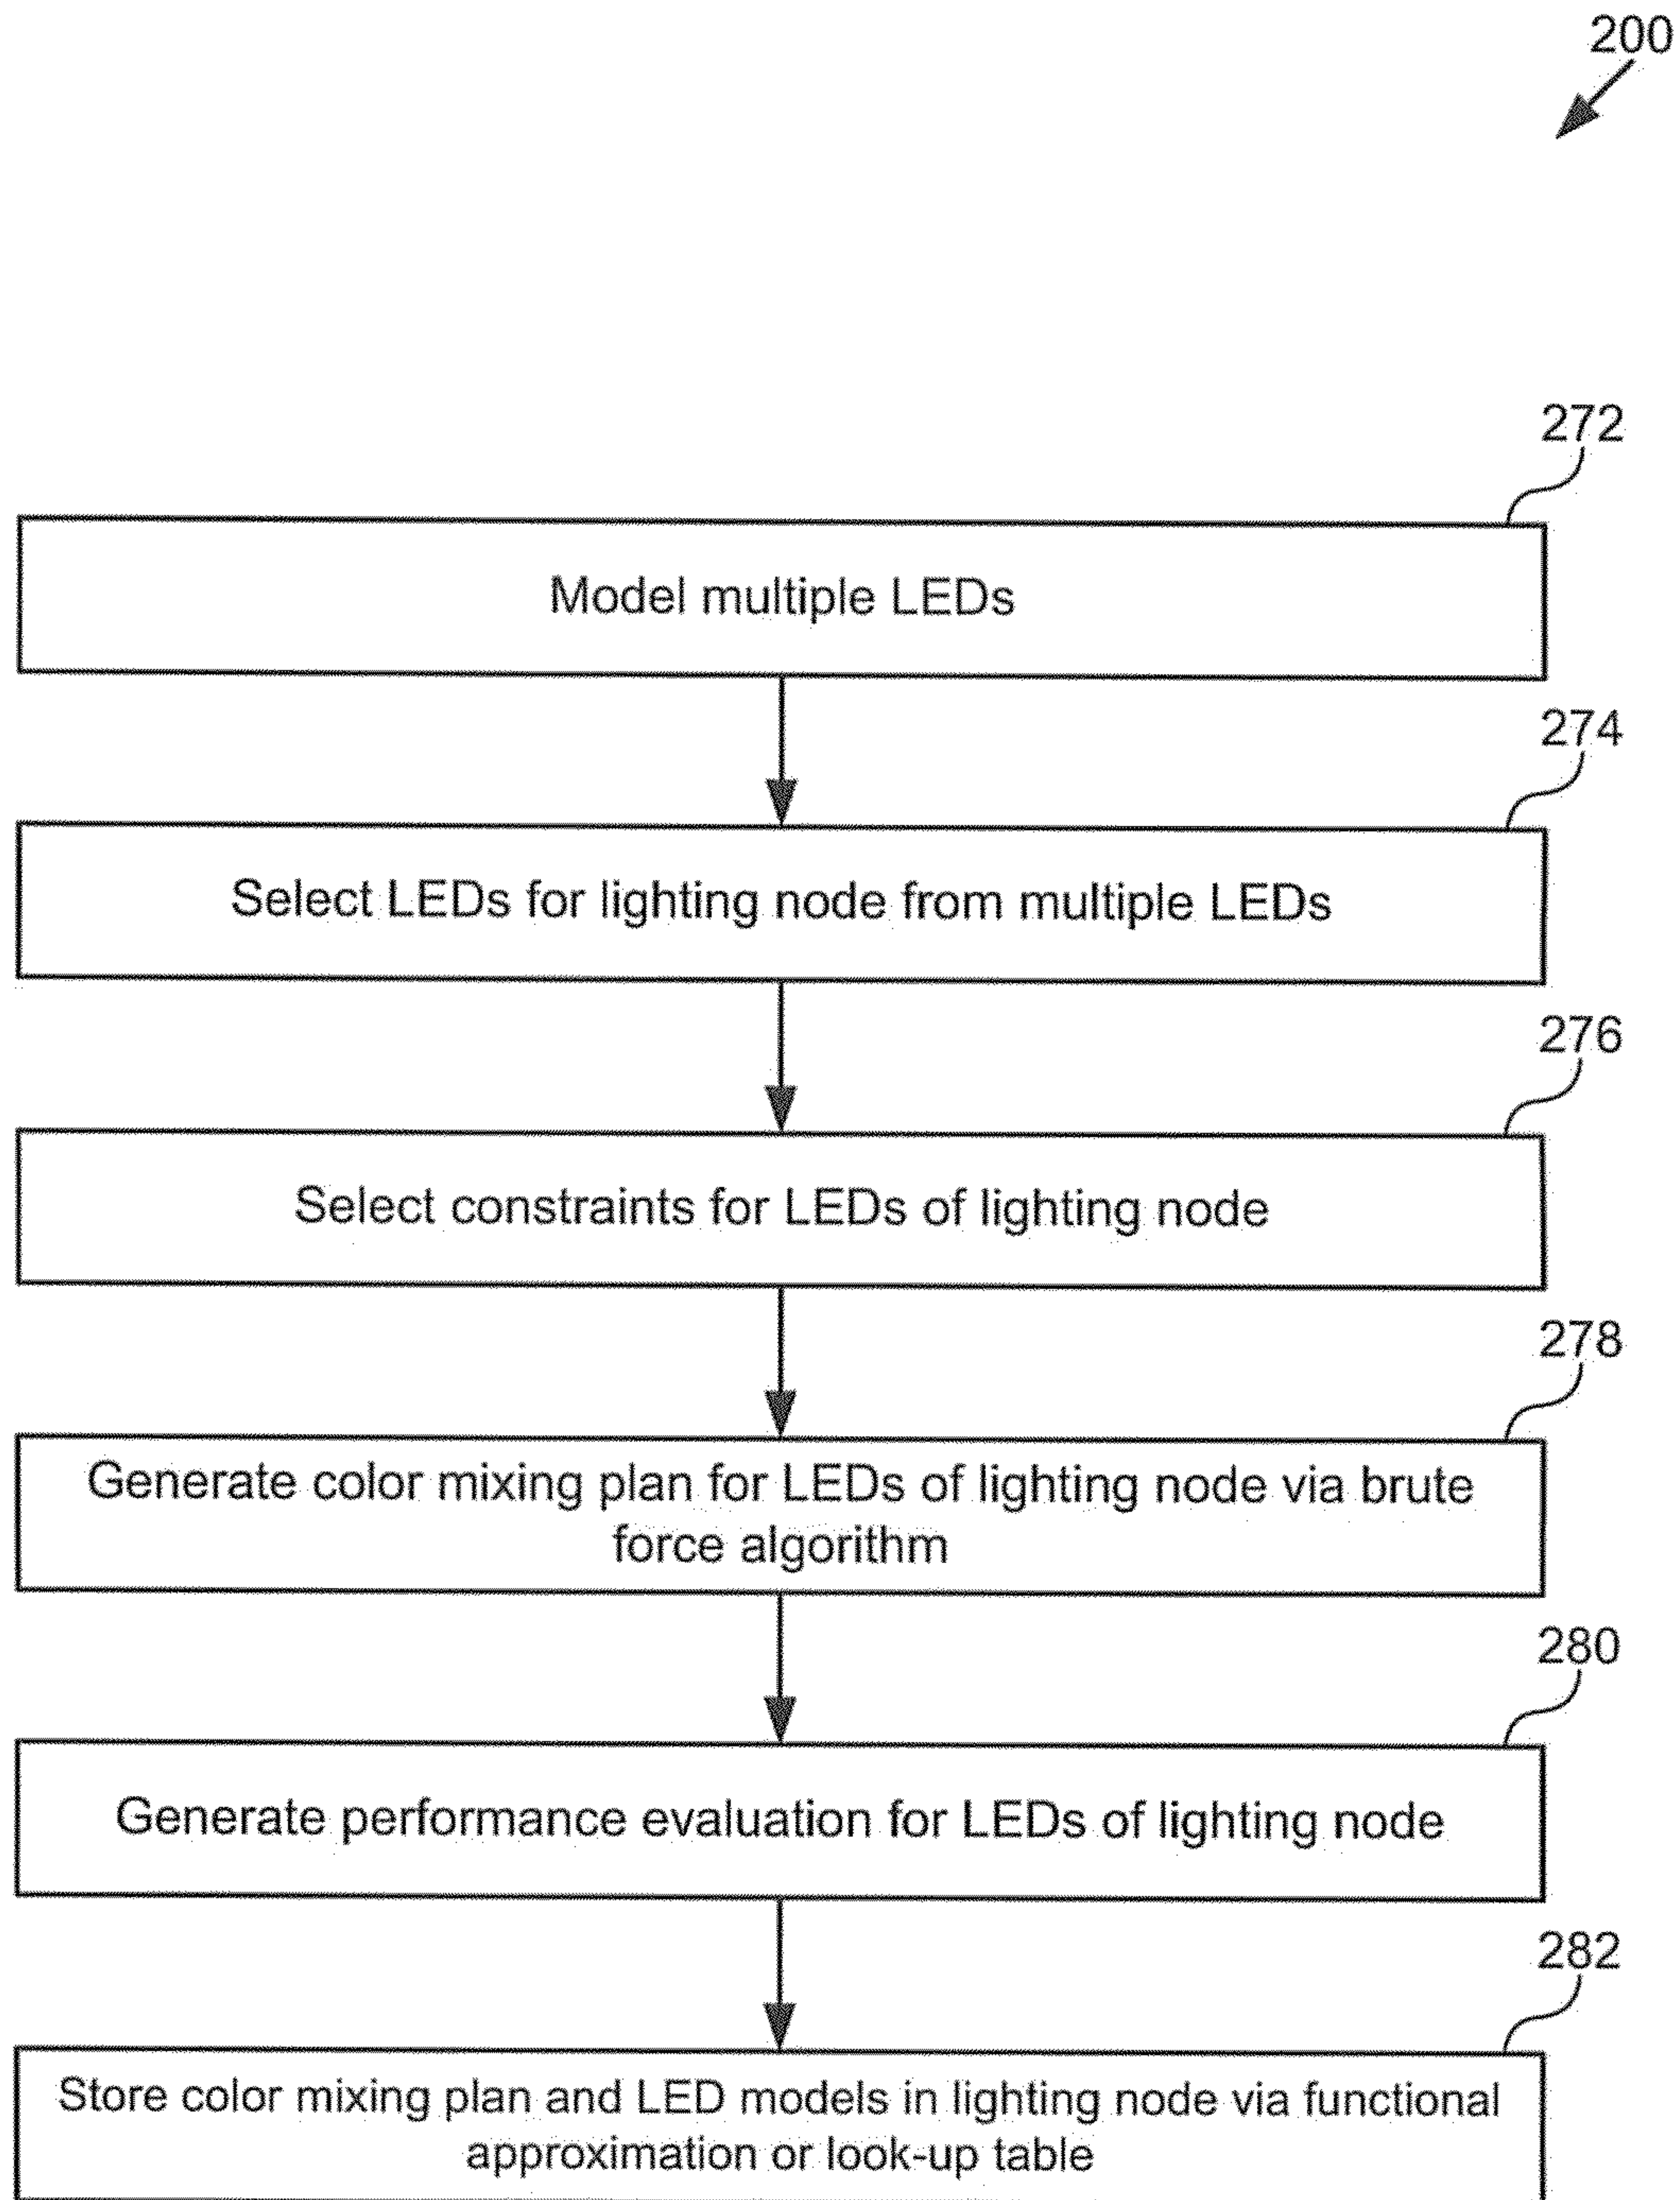 200
272
Model multiple LEDs
274
Select LEDs for lighting node from multiple LEDs
276
Select constraints for LEDs of lighting node
278
Generate color mixing plan for LEDs of lighting node via brute
force algorithm
280
Generate performance evaluation for LEDs of lighting node
282
Store color mixing plan and LED models in lighting node via functional
approximation or look-up table